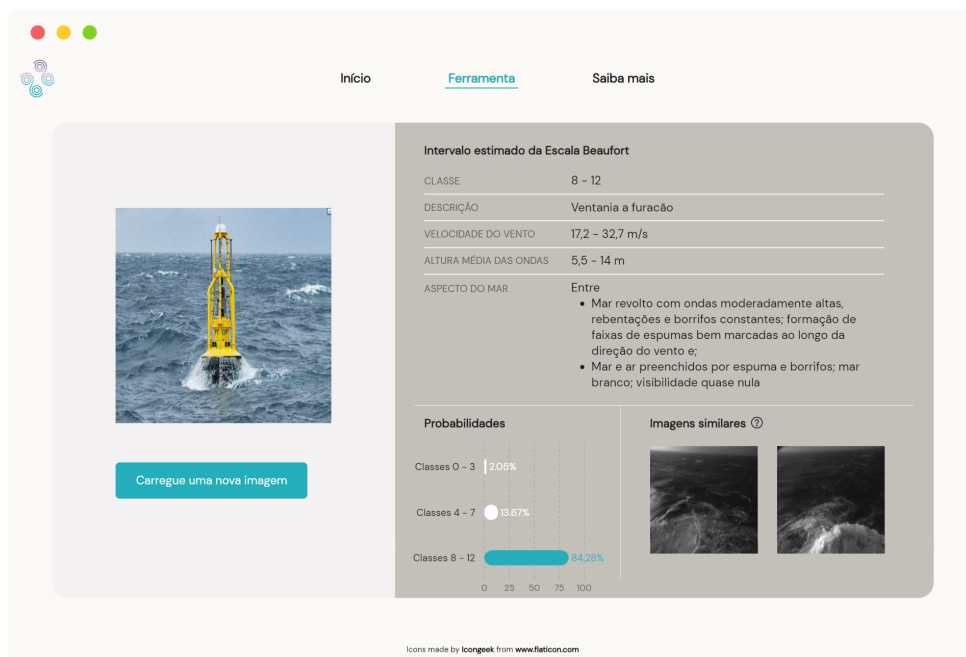 Início
Ferramenta
Saiba mais
Intervalo estimado da Escala Beaufort
CLASSE 8 - 12
DESCRIÇÃO Ventania a furacão
VELOCIDADE DO VENTO 17,2 - 32,7 m/s
ALTURA MÉDIA DAS ONDAS 5,5 - 14 m
ASPECTO DO MAR Entre
• Mar revolto com ondas moderadamente altas,
rebentações e borrifos constantes; formação de
faixas de espumas bem marcadas ao longo da
direção do vento e;
• Mar e ar preenchidos por espuma e borrifos; mar
branco; visibilidade quase nula
Carregue uma nova imagem
Probabilidades
Classes 0 - 3 2.05%
Classes 4 - 7 13.67%
Classes 8 - 12 84.28%
0 25 50 75 100
Imagens similares ?
Icons made by Icongeek from www.flaticon.com